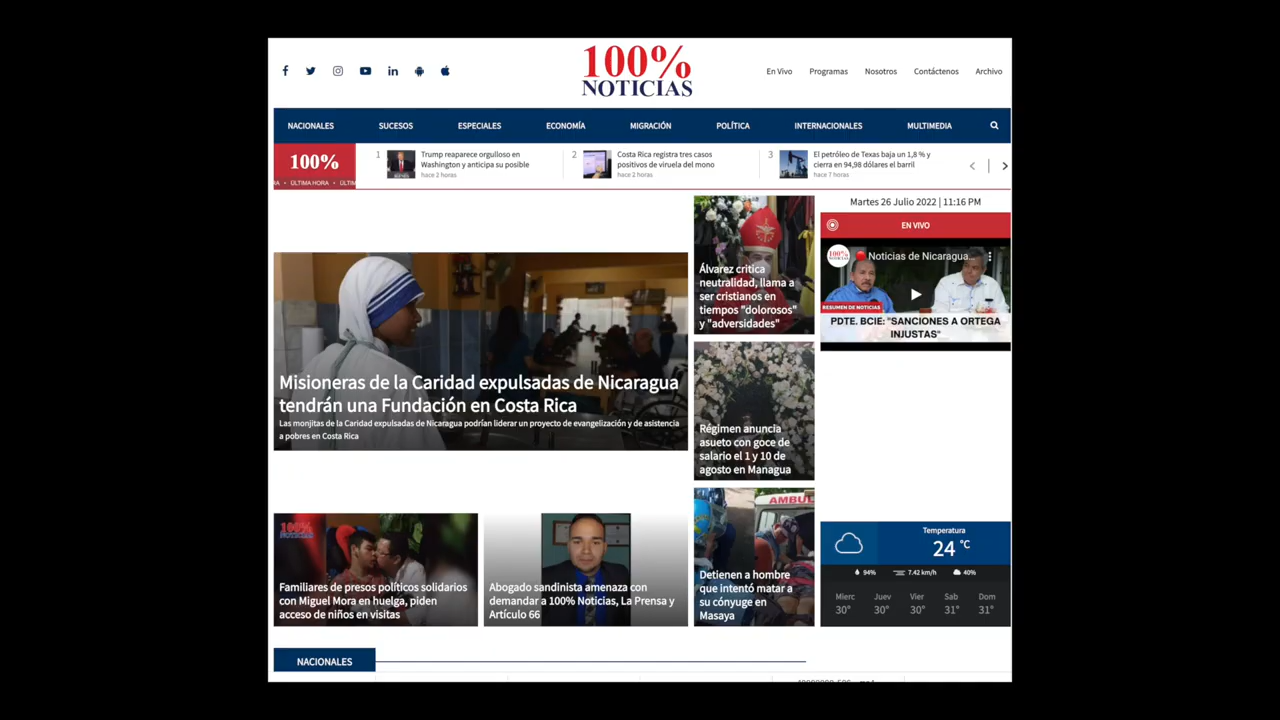 100%
NOTICIAS
En Vivo
Programas
Nosotros
Contáctenos
Archivo
NACIONALES
SUCESOS
ESPECIALES
ECONOMÍA
MIGRACIÓN
POLÍTICA
INTERNACIONALES
MULTIMEDIA
100%
• ÚLTIMA HORA •
1
Trump reaparece orgulloso en
Washington y anticipa su posible
hace 2 horas
2
Costa Rica registra tres casos
positivos de viruela del mono
hace 2 horas
3
El petróleo de Texas baja un 1,8 % y
cierra en 94,98 dólares el barril
hace 7 horas
Martes 26 Julio 2022 | 11:16 PM
EN VIVO
100%
Noticias de Nicaragua...
RESUMEN DE NOTICIAS
PDTE. BCIE: "SANCIONES A ORTEGA
INJUSTAS"
Misioneras de la Caridad expulsadas de Nicaragua
tendrán una Fundación en Costa Rica
Las monjitas de la Caridad expulsadas de Nicaragua podrían liderar un proyecto de evangelización y de asistencia
a pobres en Costa Rica
Álvarez critica
neutralidad, llama a
ser cristianos en
tiempos "dolorosos"
y "adversidades"
Régimen anuncia
asueto con goce de
salario el 1 y 10 de
agosto en Managua
100%
NOTICIAS
Familiares de presos políticos solidarios
con Miguel Mora en huelga, piden
acceso de niños en visitas
Abogado sandinista amenaza con
demandar a 100% Noticias, La Prensa y
Artículo 66
AMBUL
Detienen a hombre
que intentó matar a
su cónyuge en
Masaya
Temperatura
24 °C
94%
7.42 km/h
40%
Mierc
Juev
Vier
Sab
Dom
30°
30°
30°
31°
31°
NACIONALES